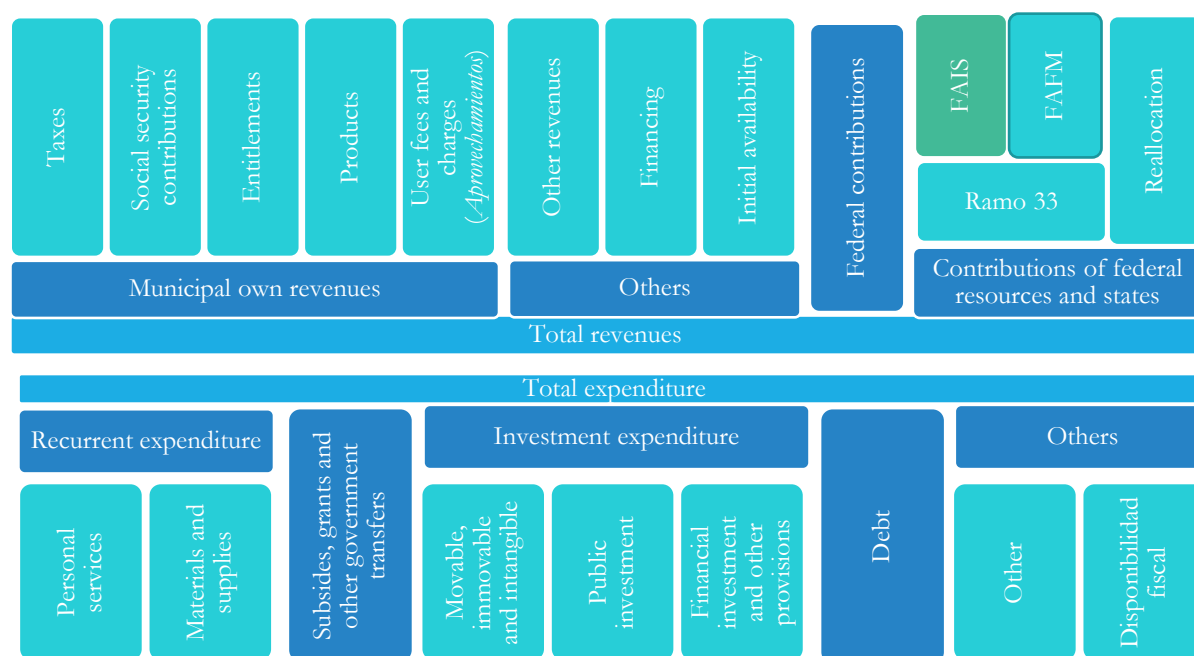 Taxes
Social security
contributions
Entitlements
Products
User fees and
charges
(Aprovechamientos)
Other revenues
Financing
Initial availability
Federal contributions
FAIS
FAFM
Ramo 33
Reallocation
Municipal own revenues
Others
Contributions of federal
resources and states
Total revenues
Total expenditure
Recurrent expenditure
Subsides, grants and
other government
transfers
Investment expenditure
Debt
Others
Personal
services
Materials and
supplies
Movable,
immovable
and intangible
Public
investment
Financial
investment
and other
provisions
Other
Disponibilidad
fiscal